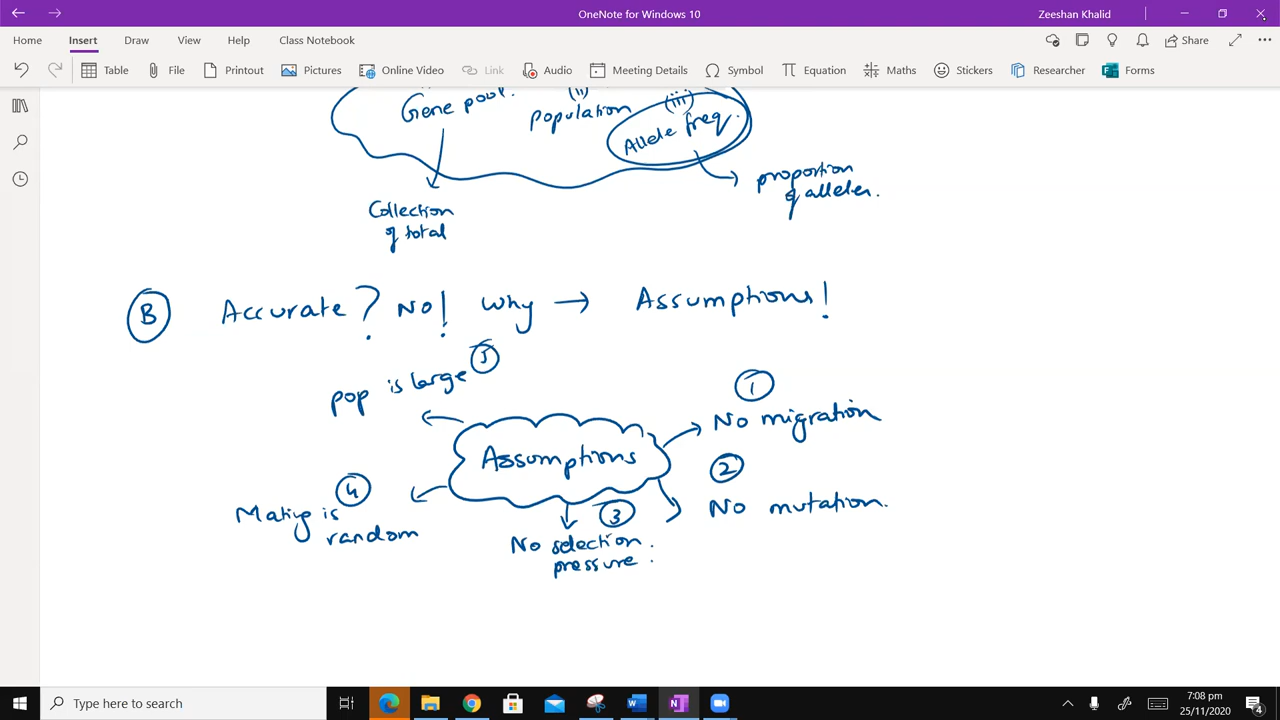 OneNote for Windows 10
Zeeshan Khalid
Home Insert Draw View Help Class Notebook
Share
Table File Printout Pictures Online Video Link Audio Meeting Details Symbol Equation Maths Stickers Researcher Forms
Gene pool.
(ii)
population
(iii)
Allele freq.
Collection
of total
proportion
of alleles.
B Accurate? No! Why → Assumptions!
5
pop is large
1
No migration
Assumptions
2
No mutation.
4
Mating is
random
3
No selection
pressure.
Type here to search
7:08 pm
25/11/2020
4